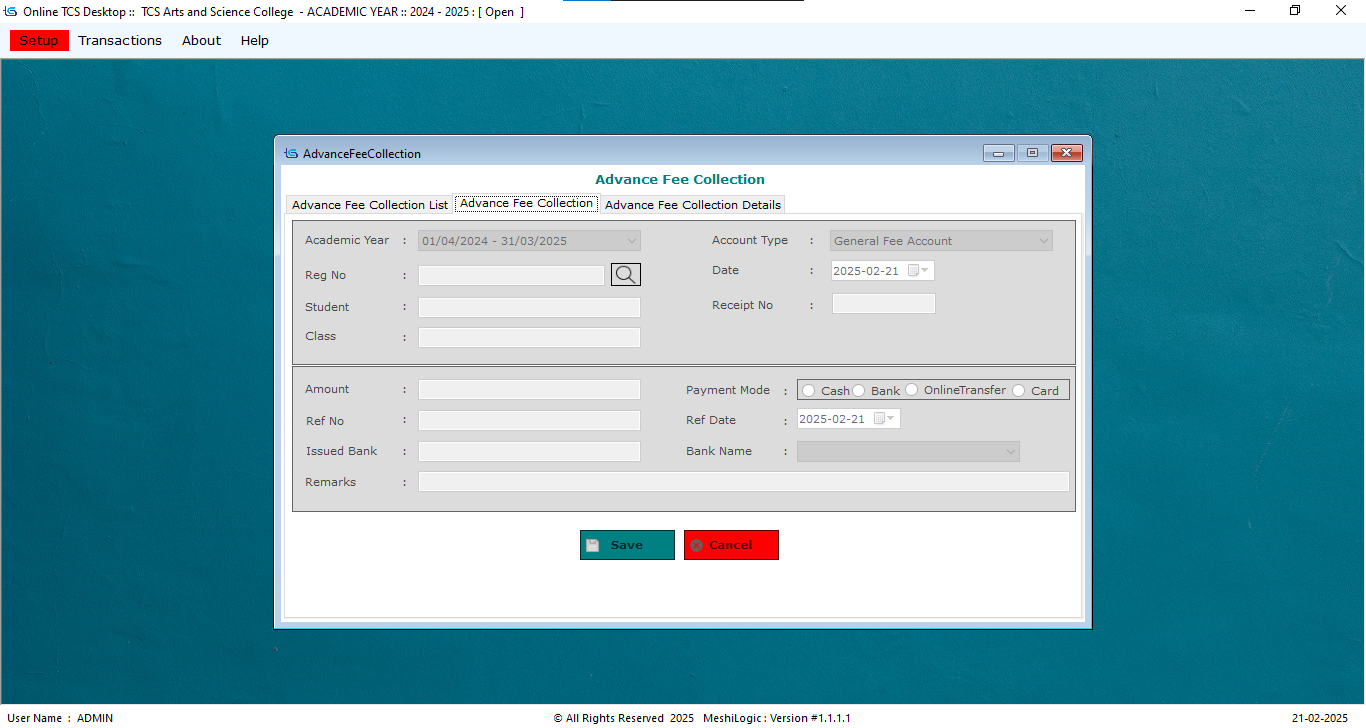 Online TCS Desktop :: TCS Arts and Science College - ACADEMIC YEAR :: 2024 - 2025 : [ Open ]
Setup Transactions About Help
AdvanceFeeCollection
Advance Fee Collection
Advance Fee Collection List Advance Fee Collection Advance Fee Collection Details
Academic Year : 01/04/2024 - 31/03/2025 Account Type : General Fee Account
Reg No : Date : 2025-02-21
Student : Receipt No :
Class :
Amount : Payment Mode : Cash Bank OnlineTransfer Card
Ref No : Ref Date : 2025-02-21
Issued Bank : Bank Name :
Remarks :
Save Cancel
User Name : ADMIN © All Rights Reserved 2025 MeshiLogic : Version #1.1.1.1 21-02-2025